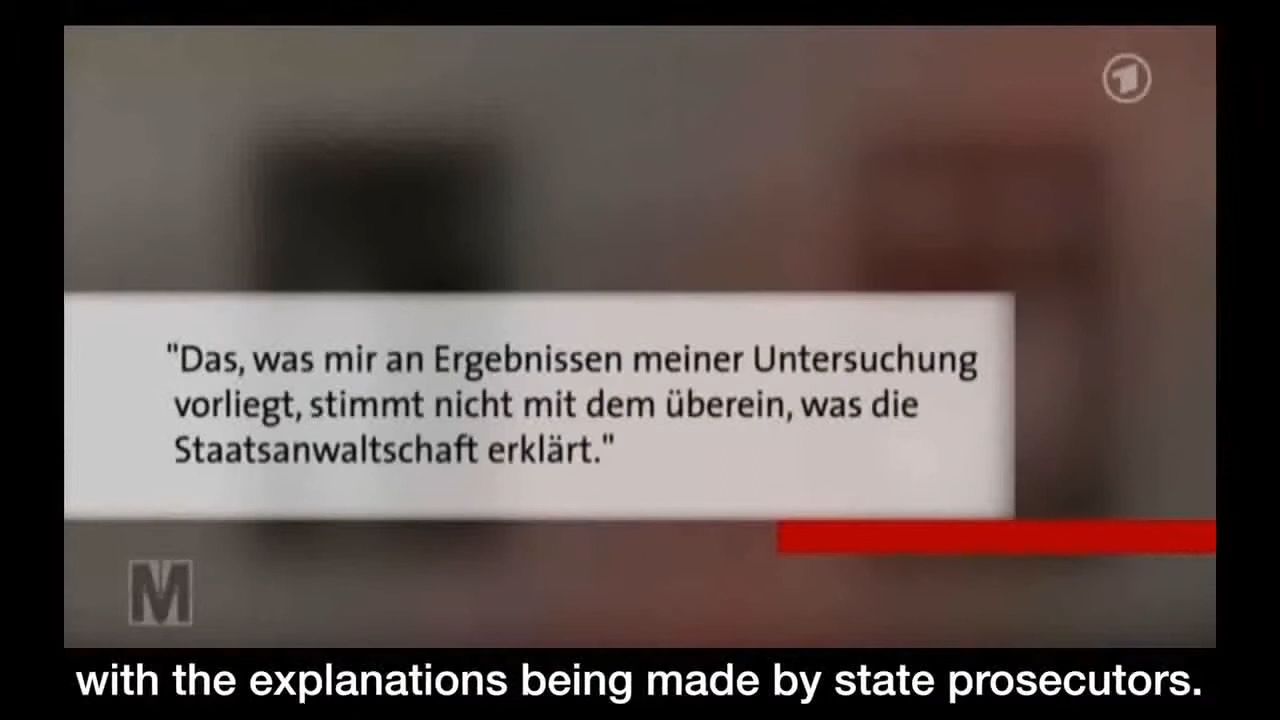 1
"Das, was mir an Ergebnissen meiner Untersuchung
vorliegt, stimmt nicht mit dem überein, was die
Staatsanwaltschaft erklärt."
M
with the explanations being made by state prosecutors.